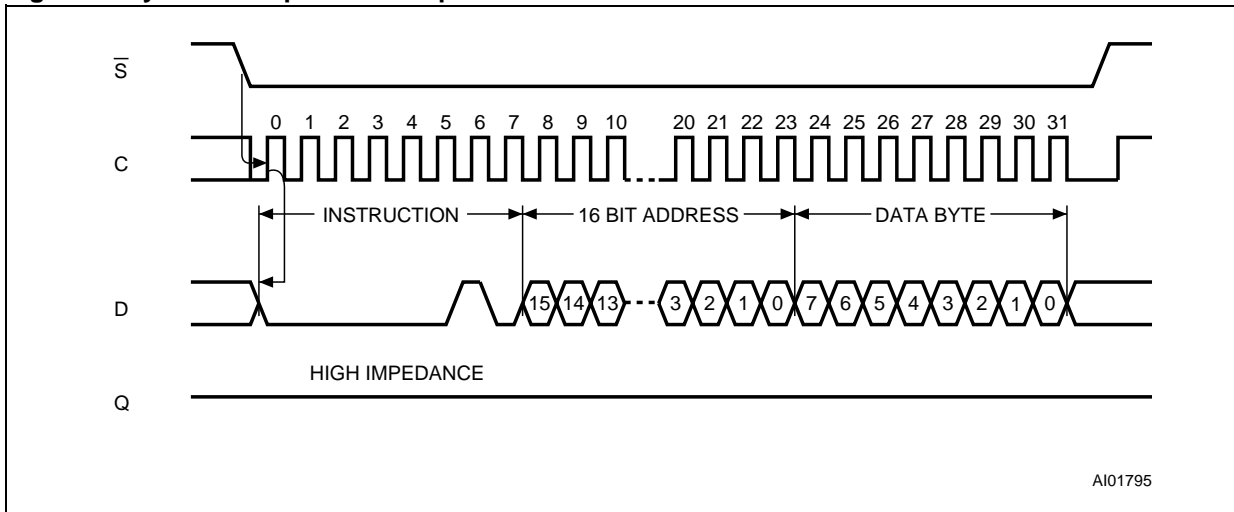 S̅
0 1 2 3 4 5 6 7 8 9 10 20 21 22 23 24 25 26 27 28 29 30 31
C
INSTRUCTION 16 BIT ADDRESS DATA BYTE
D
15 14 13 3 2 1 0 7 6 5 4 3 2 1 0
HIGH IMPEDANCE
Q
AI01795